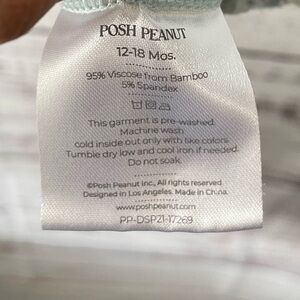 POSH PEANUT
12-18 Mos.
95% Viscose from Bamboo
5% Spandex
This garment is pre-washed.
Machine wash
cold inside out only with like colors.
Tumble dry low and cool iron if needed.
Do not soak.
©Posh Peanut Inc., All rights reserved.
Designed in Los Angeles. Made in China.
www.poshpeanut.com
PP-DSP21-17269